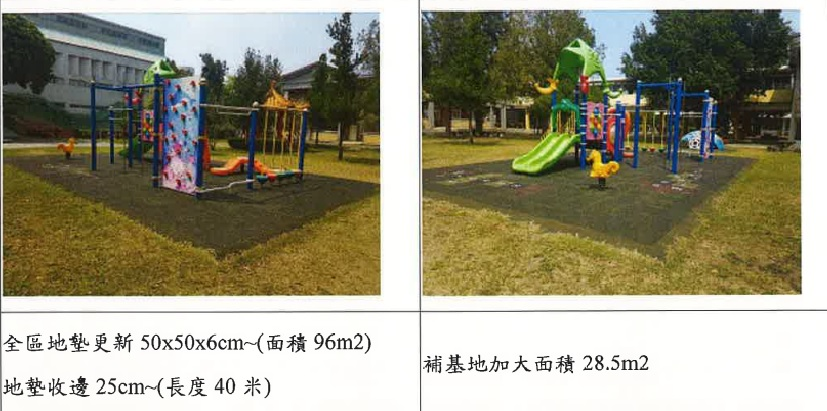 全區地墊更新 50x50x6cm~(面積 96m2)
地墊收邊 25cm~(長度 40 米)
補基地加大面積 28.5m2